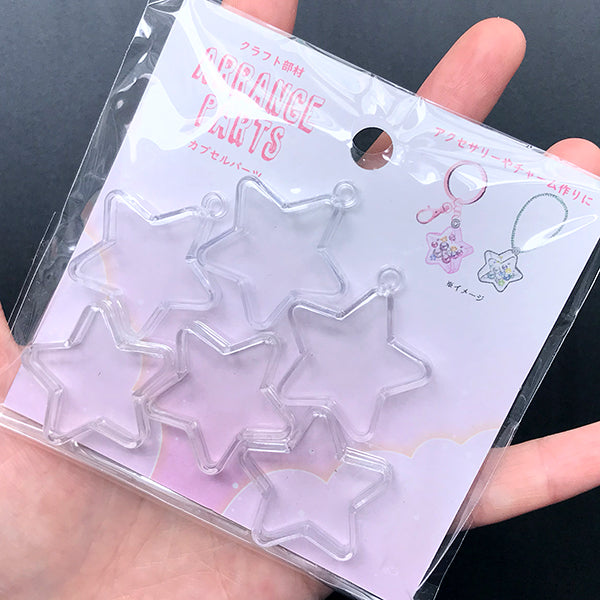 クラフト部材
ARRANGE
PARTS
カプセルパーツ
アクセサリーやチャーム作りに
※イメージ